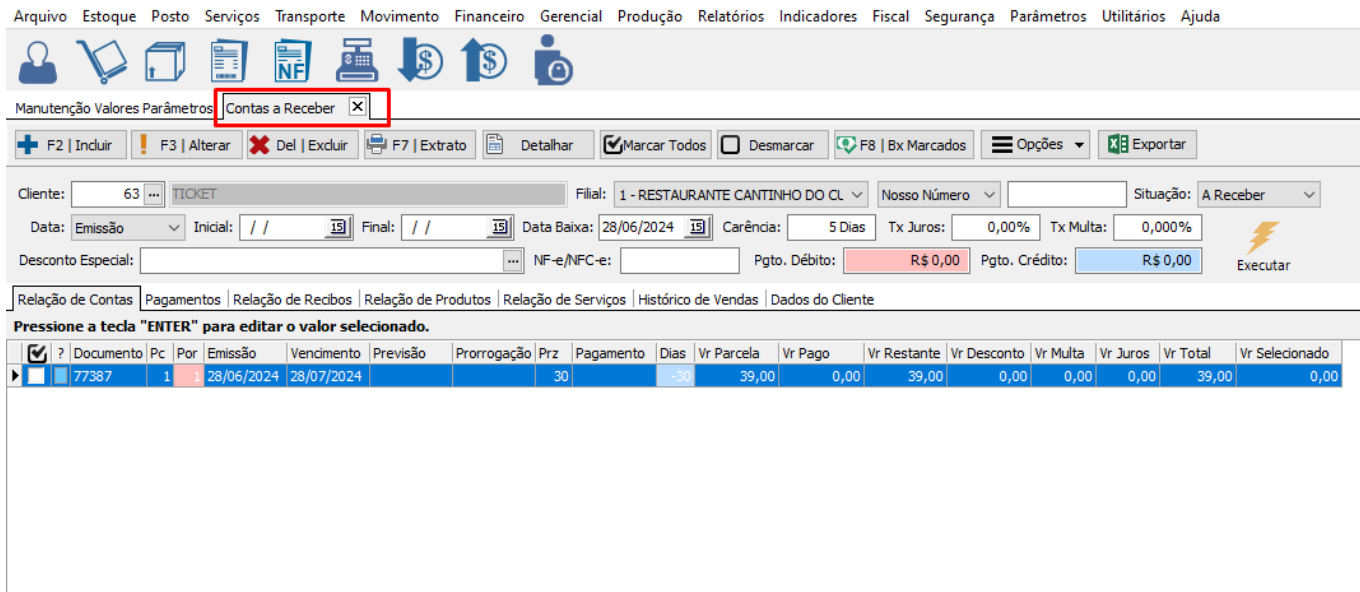 Arquivo Estoque Posto Serviços Transporte Movimento Financeiro Gerencial Produção Relatórios Indicadores Fiscal Segurança Parâmetros Utilitários Ajuda
NF
Manutenção Valores Parâmetros Contas a Receber
F2 | Incluir F3 | Alterar Del | Excluir F7 | Extrato Detalhar Marcar Todos Desmarcar F8 | Bx Marcados Opções Exportar
Cliente: 63 ... TICKET Filial: 1 - RESTAURANTE CANTINHO DO CL Nosso Número Situação: A Receber
Data: Emissão Inicial: / / 15 Final: / / 15 Data Baixa: 28/06/2024 15 Carência: 5 Dias Tx Juros: 0,00% Tx Multa: 0,000%
Desconto Especial: ... NF-e/NFC-e: Pgto. Débito: R$ 0,00 Pgto. Crédito: R$ 0,00 Executar
Relação de Contas Pagamentos Relação de Recibos Relação de Produtos Relação de Serviços Histórico de Vendas Dados do Cliente
Pressione a tecla "ENTER" para editar o valor selecionado.
? Documento Pc Por Emissão Vencimento Previsão Prorrogação Prz Pagamento Dias Vr Parcela Vr Pago Vr Restante Vr Desconto Vr Multa Vr Juros Vr Total Vr Selecionado
77387 1 1 28/06/2024 28/07/2024 30 -30 39,00 0,00 39,00 0,00 0,00 0,00 39,00 0,00